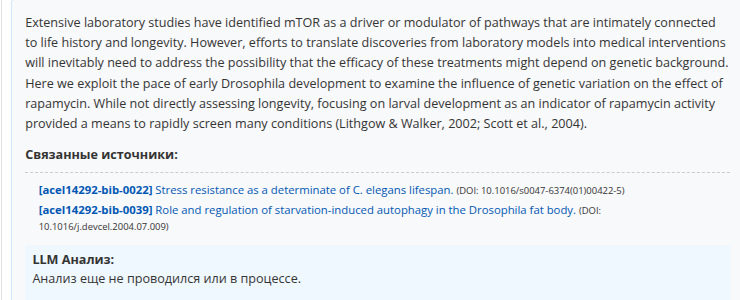 Extensive laboratory studies have identified mTOR as a driver or modulator of pathways that are intimately connected
to life history and longevity. However, efforts to translate discoveries from laboratory models into medical interventions
will inevitably need to address the possibility that the efficacy of these treatments might depend on genetic background.
Here we exploit the pace of early Drosophila development to examine the influence of genetic variation on the effect of
rapamycin. While not directly assessing longevity, focusing on larval development as an indicator of rapamycin activity
provided a means to rapidly screen many conditions (Lithgow & Walker, 2002; Scott et al., 2004).
Связанные источники:
[acel14292-bib-0022] Stress resistance as a determinate of C. elegans lifespan. (DOI: 10.1016/s0047-6374(01)00422-5)
[acel14292-bib-0039] Role and regulation of starvation-induced autophagy in the Drosophila fat body. (DOI:
10.1016/j.devcel.2004.07.009)
LLM Анализ:
Анализ еще не проводился или в процессе.